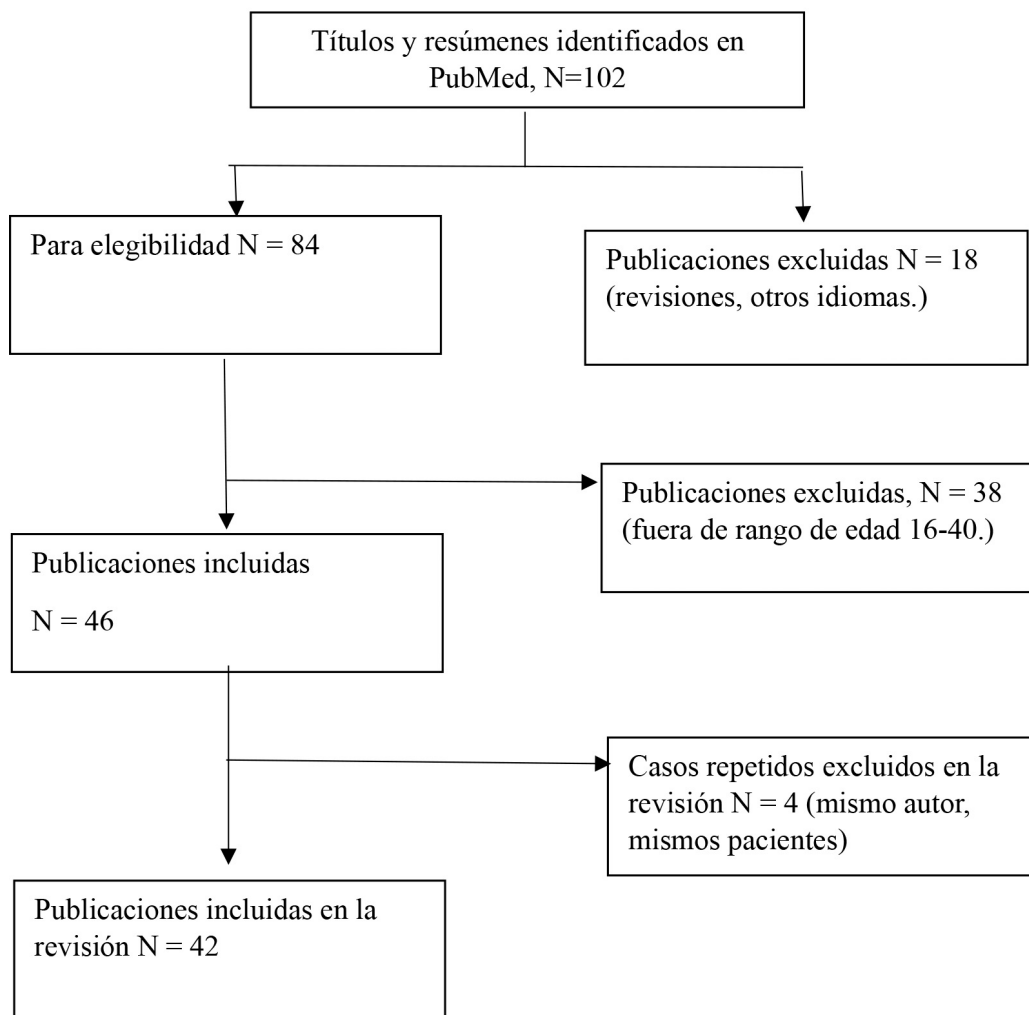 Títulos y resúmenes identificados en
PubMed, N=102
Para elegibilidad N = 84
Publicaciones excluidas N = 18
(revisiones, otros idiomas.)
Publicaciones excluidas, N = 38
(fuera de rango de edad 16-40.)
Publicaciones incluidas
N = 46
Casos repetidos excluidos en la
revisión N = 4 (mismo autor,
mismos pacientes)
Publicaciones incluidas en la
revisión N = 42